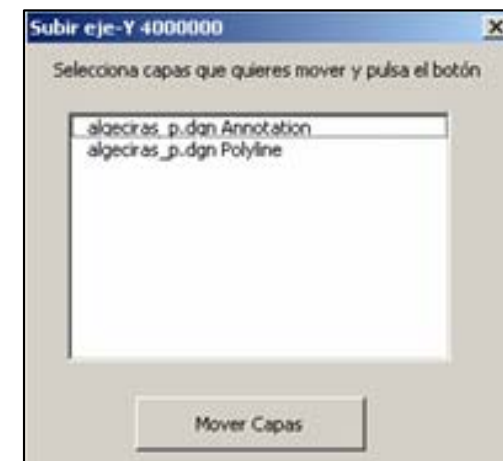 Subir eje-Y 4000000
Selecciona capas que quieres mover y pulsa el botón
algeciras_p.dgn Annotation
algeciras_p.dgn Polyline
Mover Capas